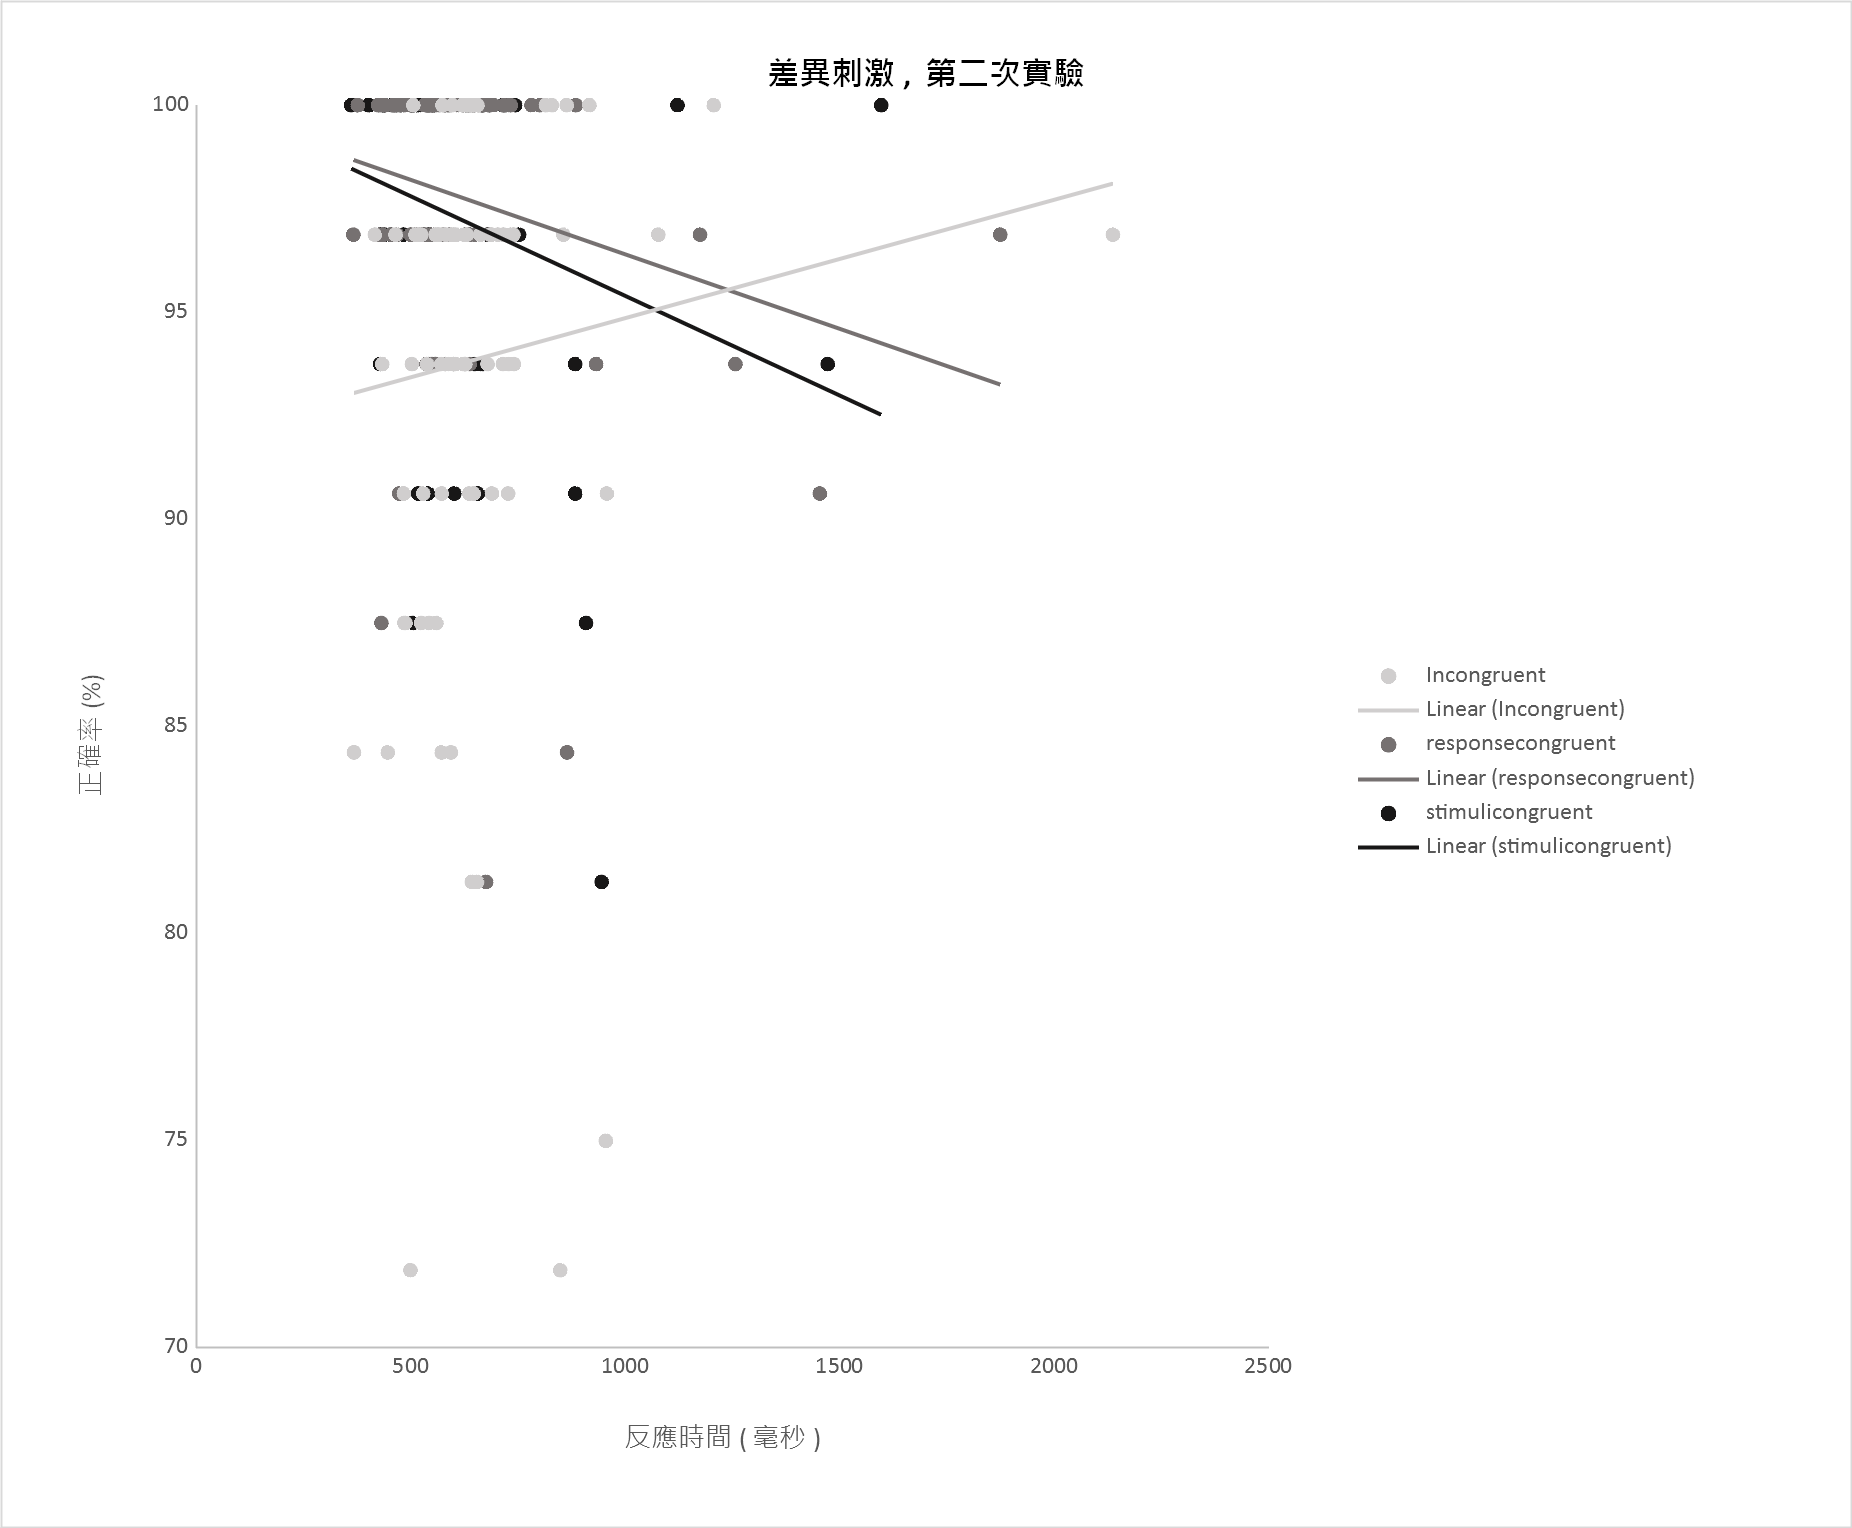 差異刺激 , 第二次實驗
100
95
90
85
80
75
70
正確率 (%)
0 500 1000 1500 2000 2500
反應時間 ( 毫秒 )
Incongruent
Linear (Incongruent)
responsecongruent
Linear (responsecongruent)
stimulicongruent
Linear (stimulicongruent)